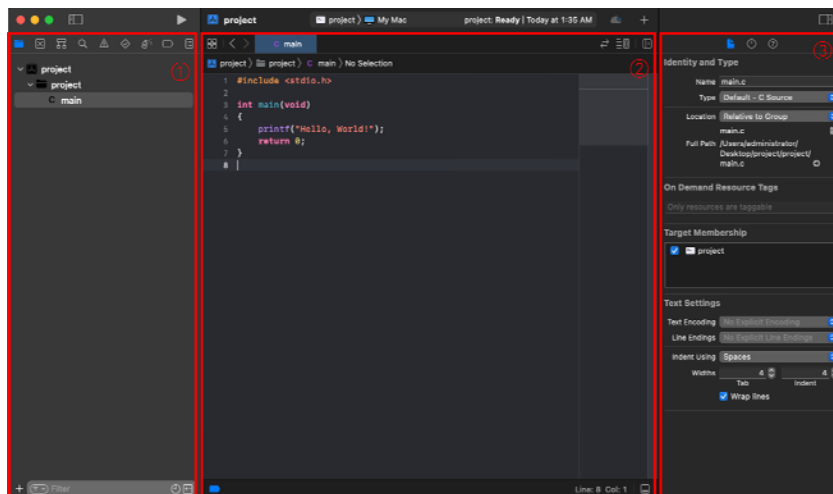 project
project 〉 My Mac
project: Ready | Today at 1:35 AM
①
project
project
C main
Filter
C main
project 〉 project 〉 C main 〉 No Selection
②
1 #include <stdio.h>
2
3 int main(void)
4 {
5 printf("Hello, World!");
6 return 0;
7 }
8
Line: 8 Col: 1
③
Identity and Type
Name main.c
Type Default - C Source
Location Relative to Group
main.c
Full Path /Users/administrator/
Desktop/project/project/
main.c
On Demand Resource Tags
Only resources are taggable
Target Membership
project
Text Settings
Text Encoding No Explicit Encoding
Line Endings No Explicit Line Endings
Indent Using Spaces
Widths 4 4
Tab Indent
Wrap lines